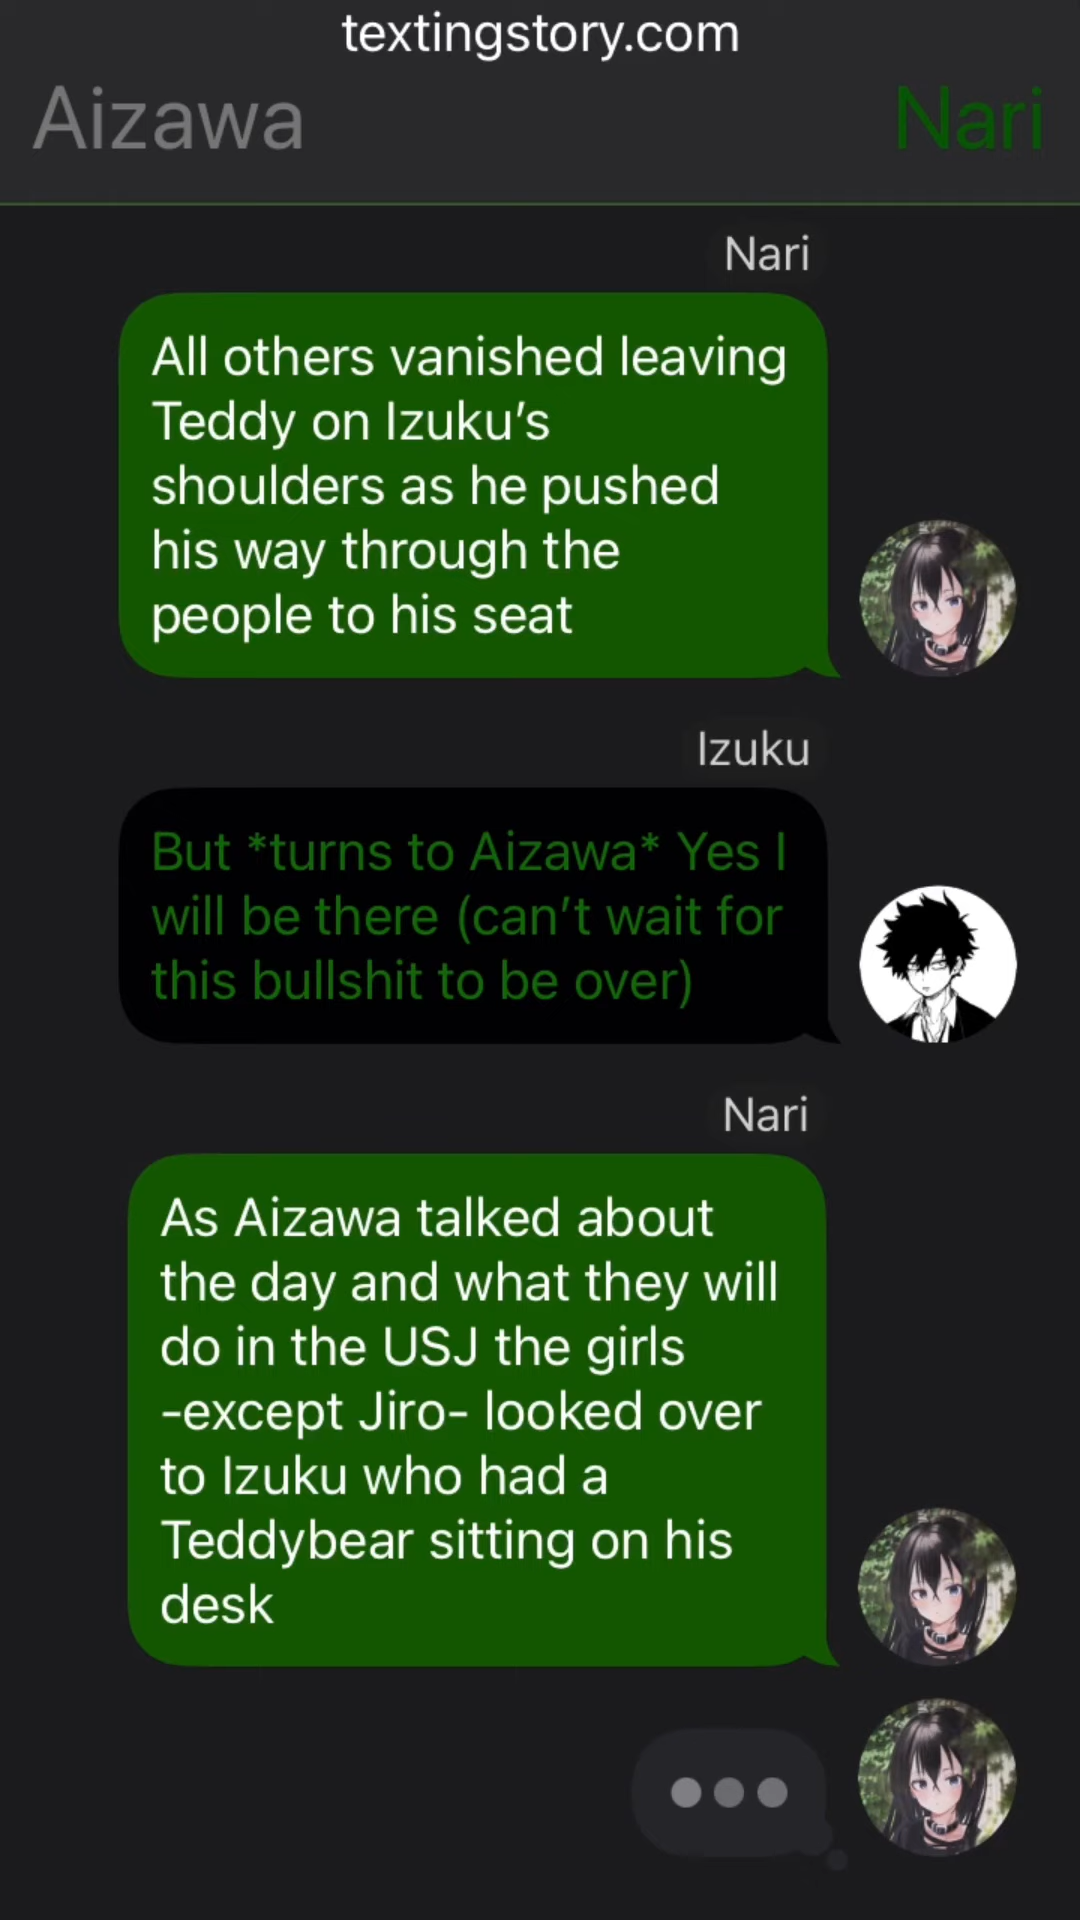 textingstory.com
Aizawa
Nari
Nari
All others vanished leaving
Teddy on Izuku’s
shoulders as he pushed
his way through the
people to his seat
Izuku
But *turns to Aizawa* Yes I
will be there (can’t wait for
this bullshit to be over)
Nari
As Aizawa talked about
the day and what they will
do in the USJ the girls
-except Jiro- looked over
to Izuku who had a
Teddybear sitting on his
desk